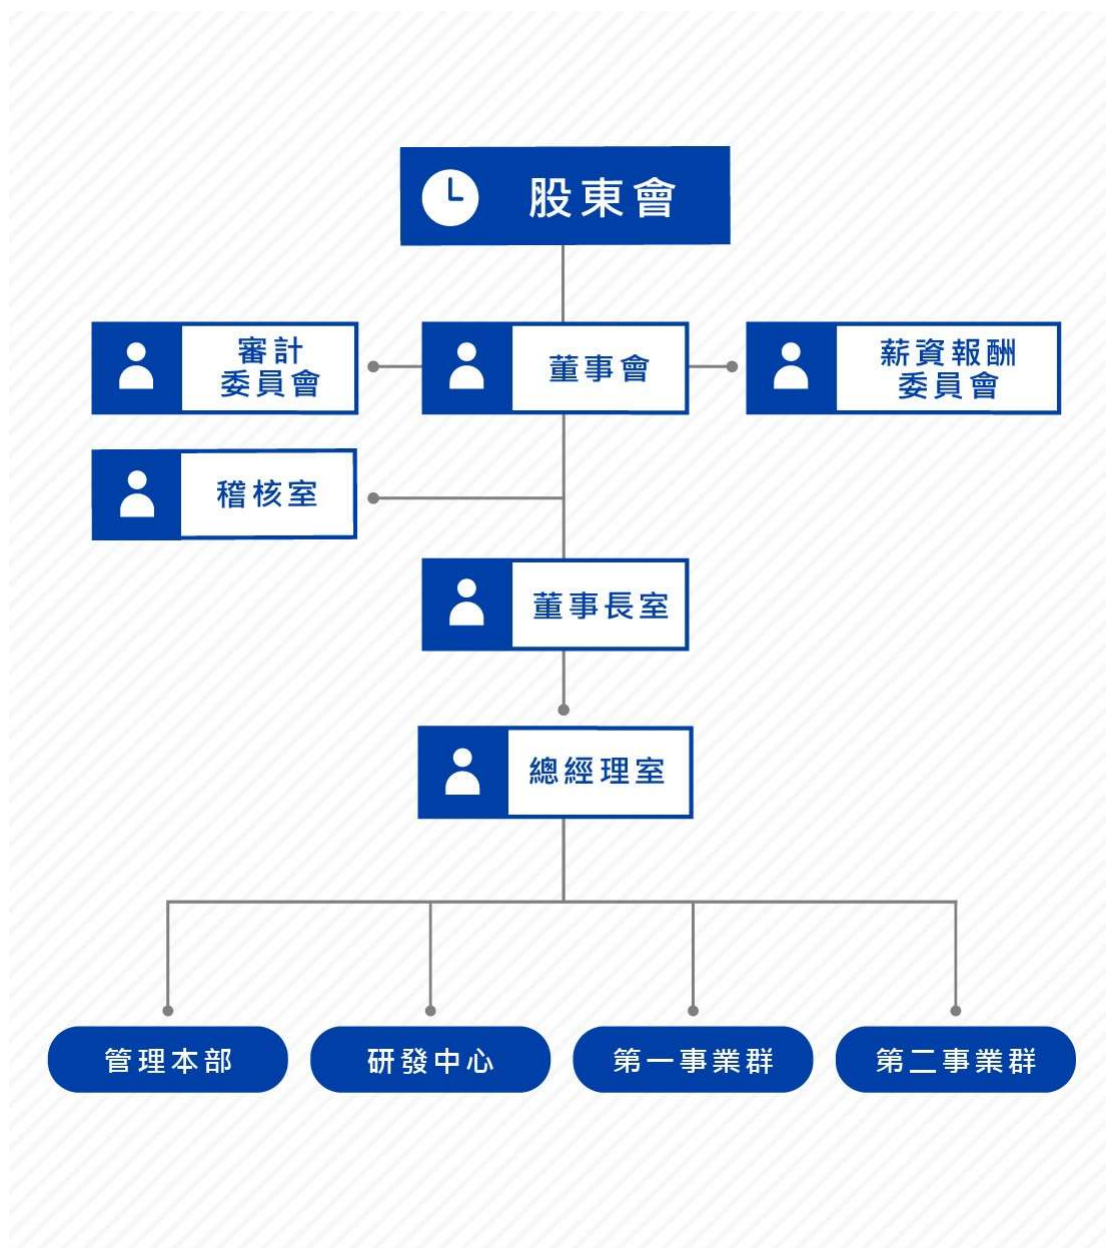 股東會
審計
委員會
董事會
薪資報酬
委員會
稽核室
董事長室
總經理室
管理本部
研發中心
第一事業群
第二事業群